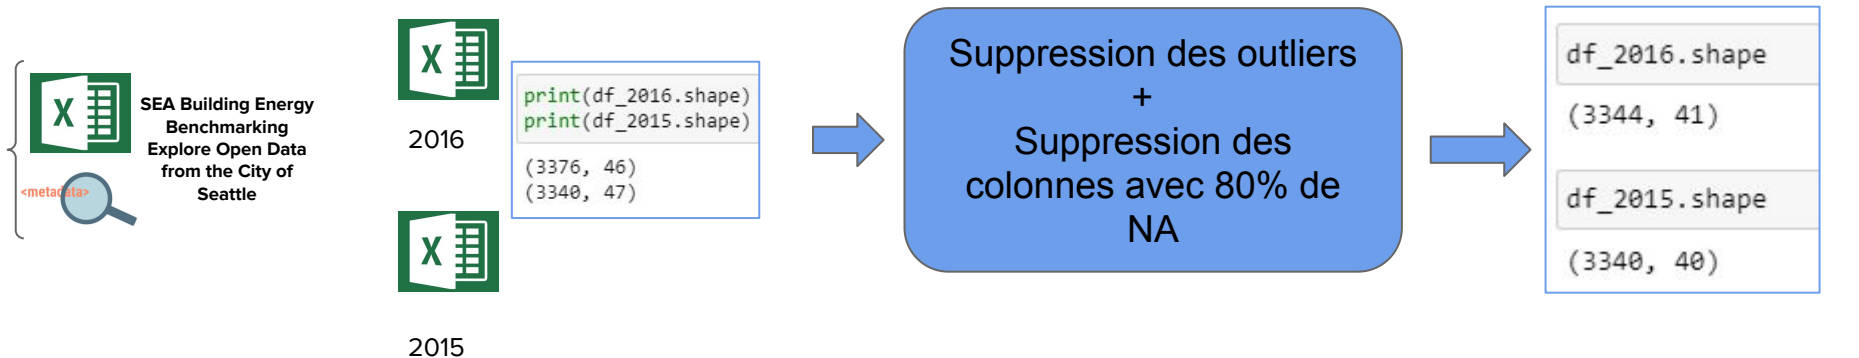 SEA Building Energy
Benchmarking
Explore Open Data
from the City of
Seattle
<metadata>
X
2016
X
2015
X
print(df_2016.shape)
print(df_2015.shape)
(3376, 46)
(3340, 47)
Suppression des outliers
+
Suppression des
colonnes avec 80% de
NA
df_2016.shape
(3344, 41)
df_2015.shape
(3340, 40)